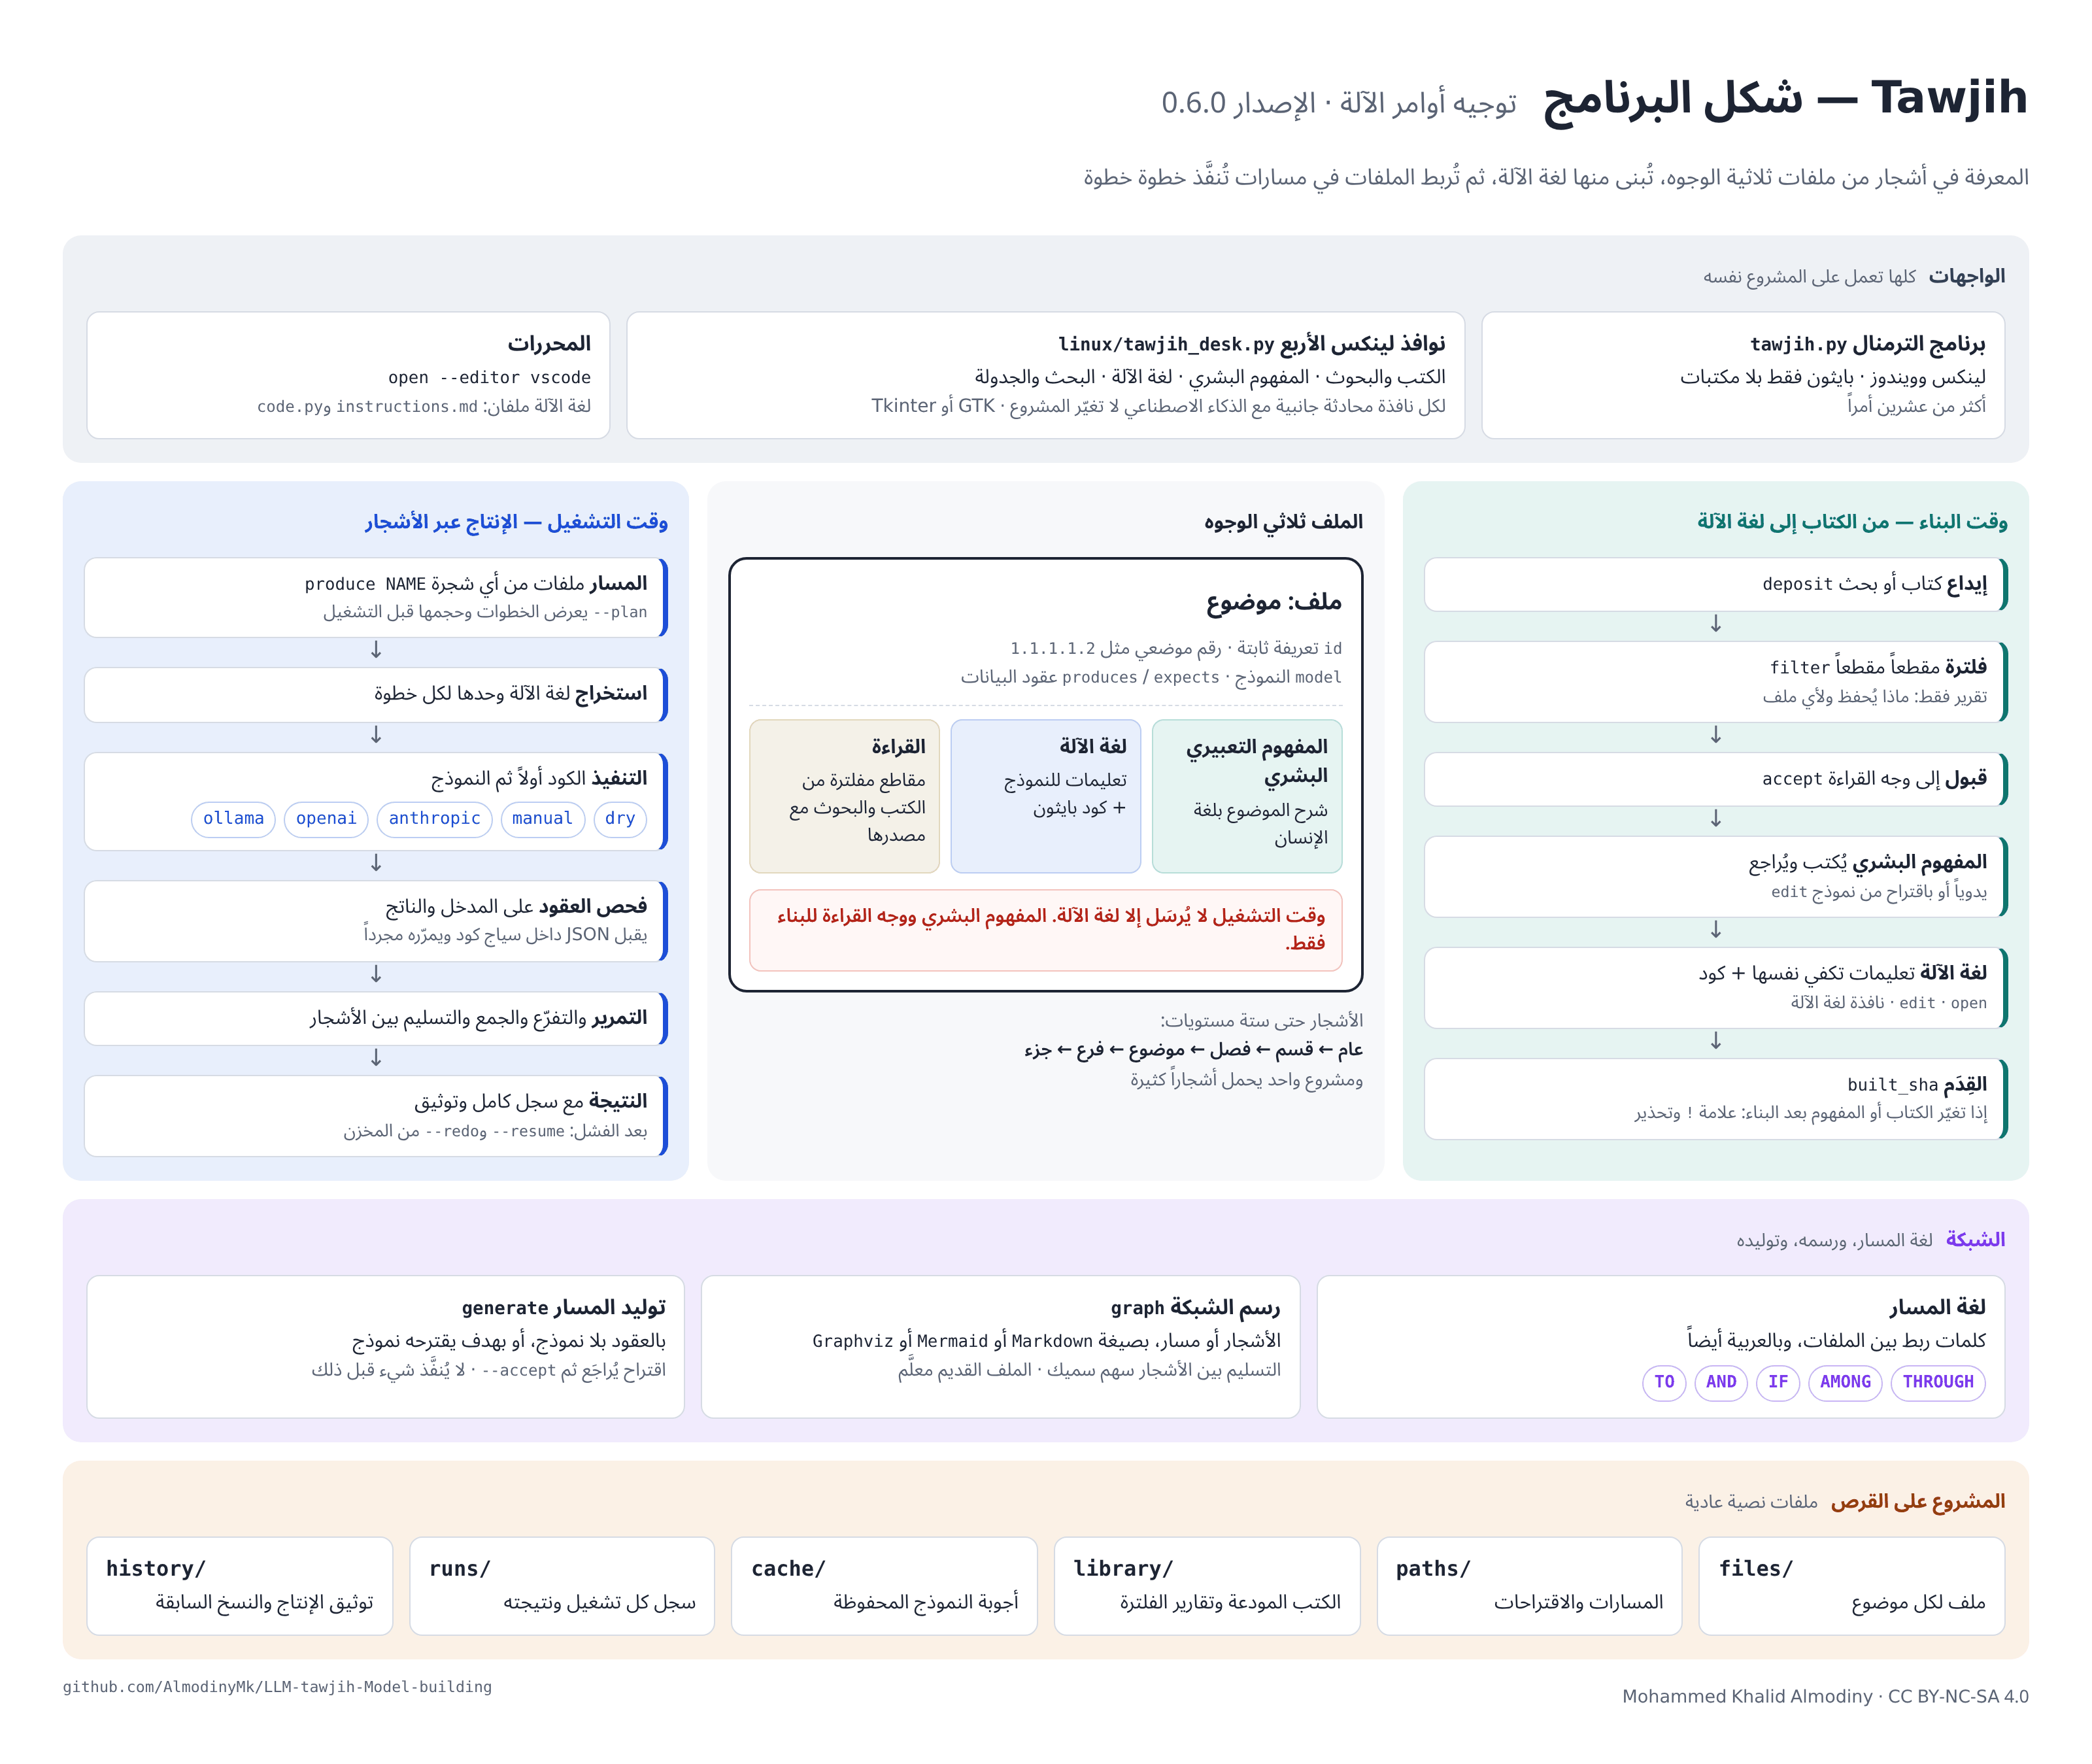 Tawjih — شكل البرنامج توجيه أوامر الآلة · الإصدار 0.6.0
المعرفة في أشجار من ملفات ثلاثية الوجوه، تُبنى منها لغة الآلة، ثم تُربط الملفات في مسارات تُنفَّذ خطوة خطوة
الواجهات كلها تعمل على المشروع نفسه
برنامج الترمنال tawjih.py
لينكس وويندوز · بايثون فقط بلا مكتبات
أكثر من عشرين أمراً
نوافذ لينكس الأربع linux/tawjih_desk.py
الكتب والبحوث · المفهوم البشري · لغة الآلة · البحث والجدولة
لكل نافذة محادثة جانبية مع الذكاء الاصطناعي لا تغيّر المشروع · GTK أو Tkinter
المحررات
open --editor vscode
لغة الآلة ملفان: instructions.md وcode.py
وقت البناء — من الكتاب إلى لغة الآلة
إيداع كتاب أو بحث deposit
↓
فلترة مقطعاً مقطعاً filter
تقرير فقط: ماذا يُحفظ ولأي ملف
↓
قبول إلى وجه القراءة accept
↓
المفهوم البشري يُكتب ويُراجع
يدوياً أو باقتراح من نموذج edit
↓
لغة الآلة تعليمات تكفي نفسها + كود
edit · open · نافذة لغة الآلة
↓
القِدَم built_sha
إذا تغيّر الكتاب أو المفهوم بعد البناء: علامة ! وتحذير
الملف ثلاثي الوجوه
ملف: موضوع
id تعريفة ثابتة · رقم موضعي مثل 1.1.1.1.2
model النموذج · produces / expects عقود البيانات
المفهوم التعبيري
البشري
شرح الموضوع بلغة
الإنسان
لغة الآلة
تعليمات للنموذج
+ كود بايثون
القراءة
مقاطع مفلترة من
الكتب والبحوث مع
مصدرها
وقت التشغيل لا يُرسَل إلا لغة الآلة. المفهوم البشري ووجه القراءة للبناء
فقط.
الأشجار حتى ستة مستويات:
عام ← قسم ← فصل ← موضوع ← فرع ← جزء
ومشروع واحد يحمل أشجاراً كثيرة
وقت التشغيل — الإنتاج عبر الأشجار
المسار ملفات من أي شجرة produce NAME
--plan يعرض الخطوات وحجمها قبل التشغيل
↓
استخراج لغة الآلة وحدها لكل خطوة
↓
التنفيذ الكود أولاً ثم النموذج
dry manual anthropic openai ollama
↓
فحص العقود على المدخل والناتج
يقبل JSON داخل سياج كود ويمرّره مجرداً
↓
التمرير والتفرّع والجمع والتسليم بين الأشجار
↓
النتيجة مع سجل كامل وتوثيق
بعد الفشل: --resume و--redo من المخزن
الشبكة لغة المسار، ورسمه، وتوليده
لغة المسار
كلمات ربط بين الملفات، وبالعربية أيضاً
THROUGH AMONG IF AND TO
رسم الشبكة graph
الأشجار أو مسار، بصيغة Markdown أو Mermaid أو Graphviz
التسليم بين الأشجار سهم سميك · الملف القديم معلَّم
توليد المسار generate
بالعقود بلا نموذج، أو بهدف يقترحه نموذج
اقتراح يُراجَع ثم --accept · لا يُنفَّذ شيء قبل ذلك
المشروع على القرص ملفات نصية عادية
files/
ملف لكل موضوع
paths/
المسارات والاقتراحات
library/
الكتب المودعة وتقارير الفلترة
cache/
أجوبة النموذج المحفوظة
runs/
سجل كل تشغيل ونتيجته
history/
توثيق الإنتاج والنسخ السابقة
Mohammed Khalid Almodiny · CC BY-NC-SA 4.0
github.com/AlmodinyMk/LLM-tawjih-Model-building